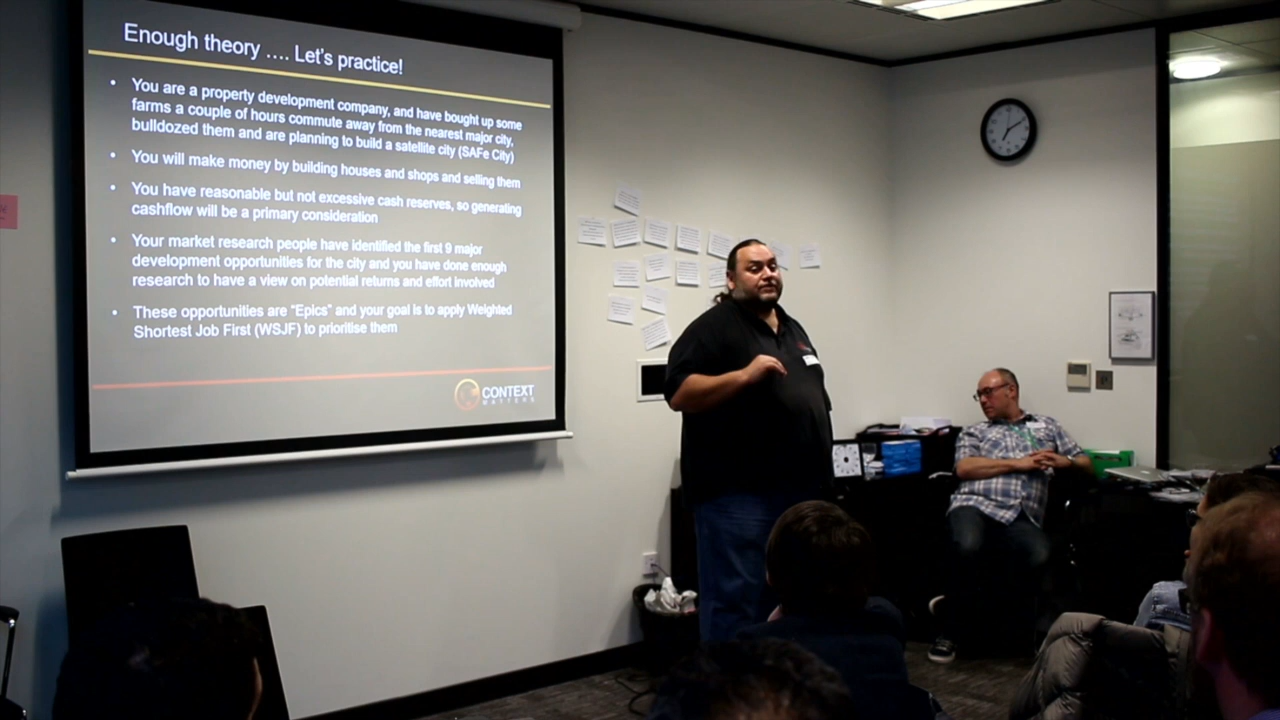 Enough theory .... Let's practice!
• You are a property development company, and have bought up some
farms a couple of hours commute away from the nearest major city,
bulldozed them and are planning to build a satellite city (SAFe City)
• You will make money by building houses and shops and selling them
• You have reasonable but not excessive cash reserves, so generating
cashflow will be a primary consideration
• Your market research people have identified the first 9 major
development opportunities for the city and you have done enough
research to have a view on potential returns and effort involved
• These opportunities are "Epics" and your goal is to apply Weighted
Shortest Job First (WSJF) to prioritise them
CONTEXT
MATTERS